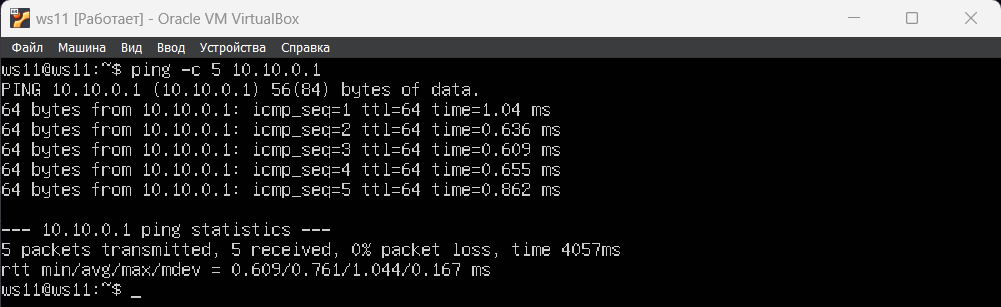 ws11 [Работает] - Oracle VM VirtualBox
Файл Машина Вид Ввод Устройства Справка
ws11@ws11:~$ ping -c 5 10.10.0.1
PING 10.10.0.1 (10.10.0.1) 56(84) bytes of data.
64 bytes from 10.10.0.1: icmp_seq=1 ttl=64 time=1.04 ms
64 bytes from 10.10.0.1: icmp_seq=2 ttl=64 time=0.636 ms
64 bytes from 10.10.0.1: icmp_seq=3 ttl=64 time=0.609 ms
64 bytes from 10.10.0.1: icmp_seq=4 ttl=64 time=0.655 ms
64 bytes from 10.10.0.1: icmp_seq=5 ttl=64 time=0.862 ms
--- 10.10.0.1 ping statistics ---
5 packets transmitted, 5 received, 0% packet loss, time 4057ms
rtt min/avg/max/mdev = 0.609/0.761/1.044/0.167 ms
ws11@ws11:~$ _